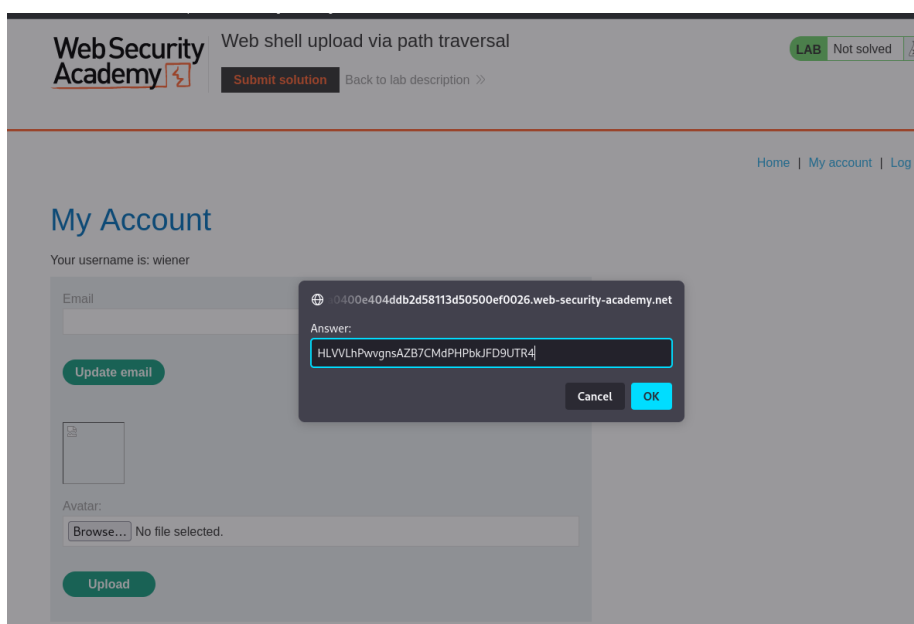 Web Security
Academy
Web shell upload via path traversal
LAB Not solved
Submit solution Back to lab description
Home | My account | Log
My Account
Your username is: wiener
Email
0400e404ddb2d58113d50500ef0026.web-security-academy.net
Answer:
HLVVLhPwvgnsAZB7CMdPHPbkJFD9UTR4
Cancel OK
Update email
Avatar:
Browse... No file selected.
Upload